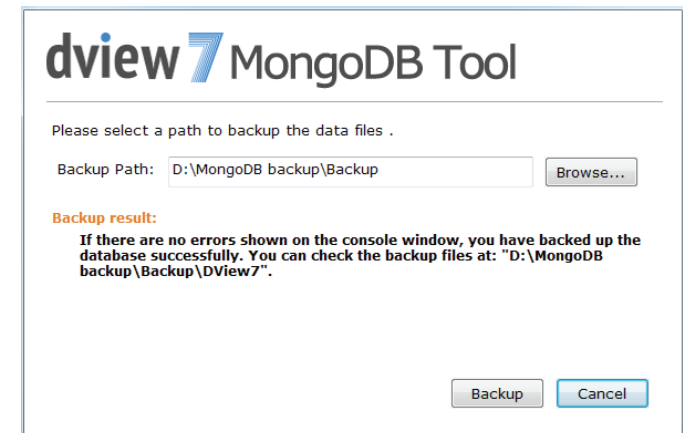 dview 7 MongoDB Tool
Please select a path to backup the data files .
Backup Path: D:\MongoDB backup\Backup Browse...
Backup result:
If there are no errors shown on the console window, you have backed up the
database successfully. You can check the backup files at: "D:\MongoDB
backup\Backup\DView7".
Backup Cancel